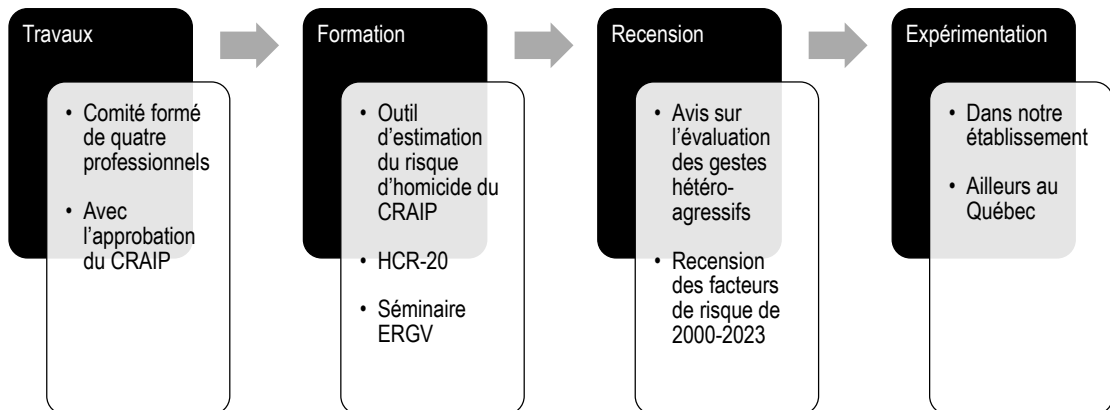 Travaux
• Comité formé
de quatre
professionnels
• Avec
l'approbation
du CRAIP
Formation
• Outil
d'estimation
du risque
d'homicide du
CRAIP
• HCR-20
• Séminaire
ERGV
Recension
• Avis sur
l'évaluation
des gestes
hétéro-
agressifs
• Recension
des facteurs
de risque de
2000-2023
Expérimentation
• Dans notre
établissement
• Ailleurs au
Québec